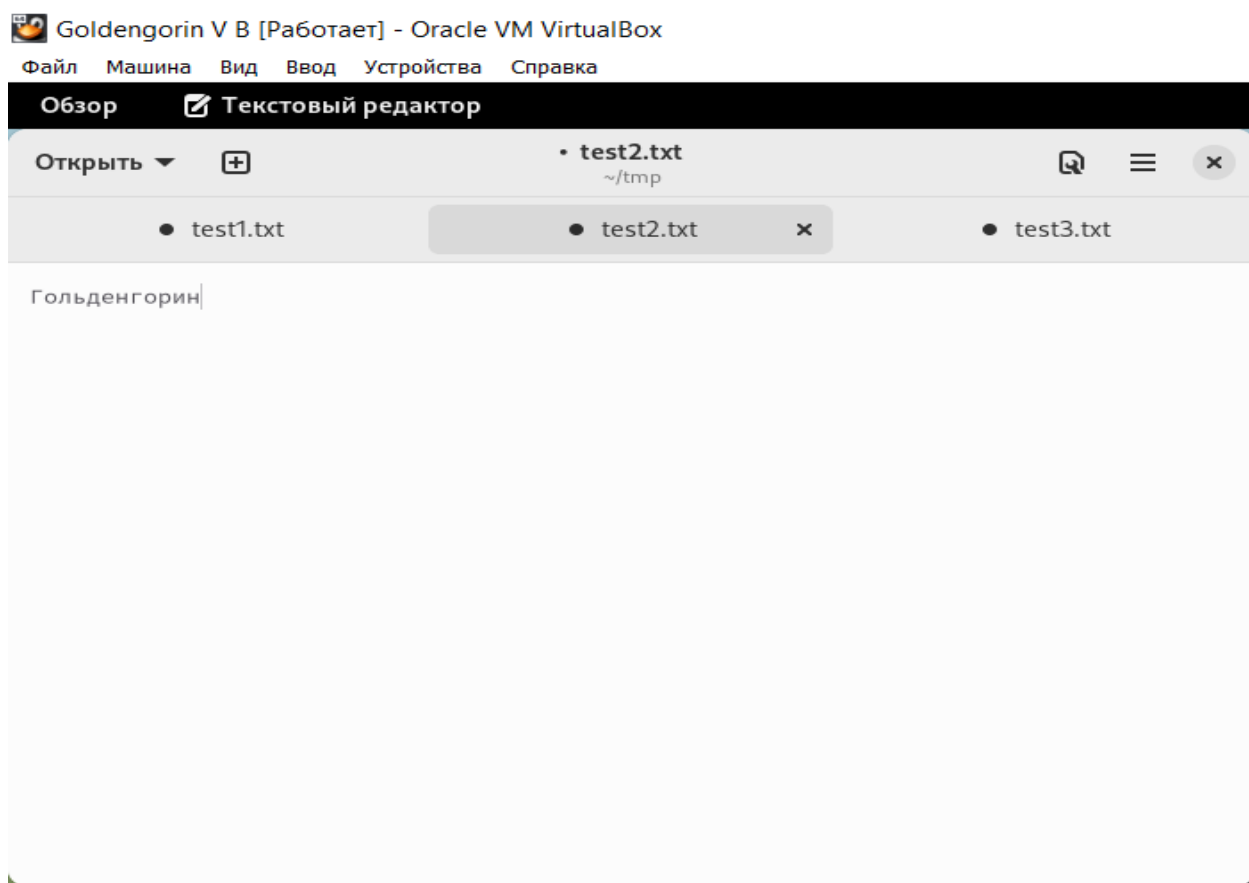 Goldengorin V B [Работает] - Oracle VM VirtualBox
Файл Машина Вид Ввод Устройства Справка
Обзор Текстовый редактор
Открыть • test2.txt
~/tmp
● test1.txt ● test2.txt × ● test3.txt
Гольденгорин